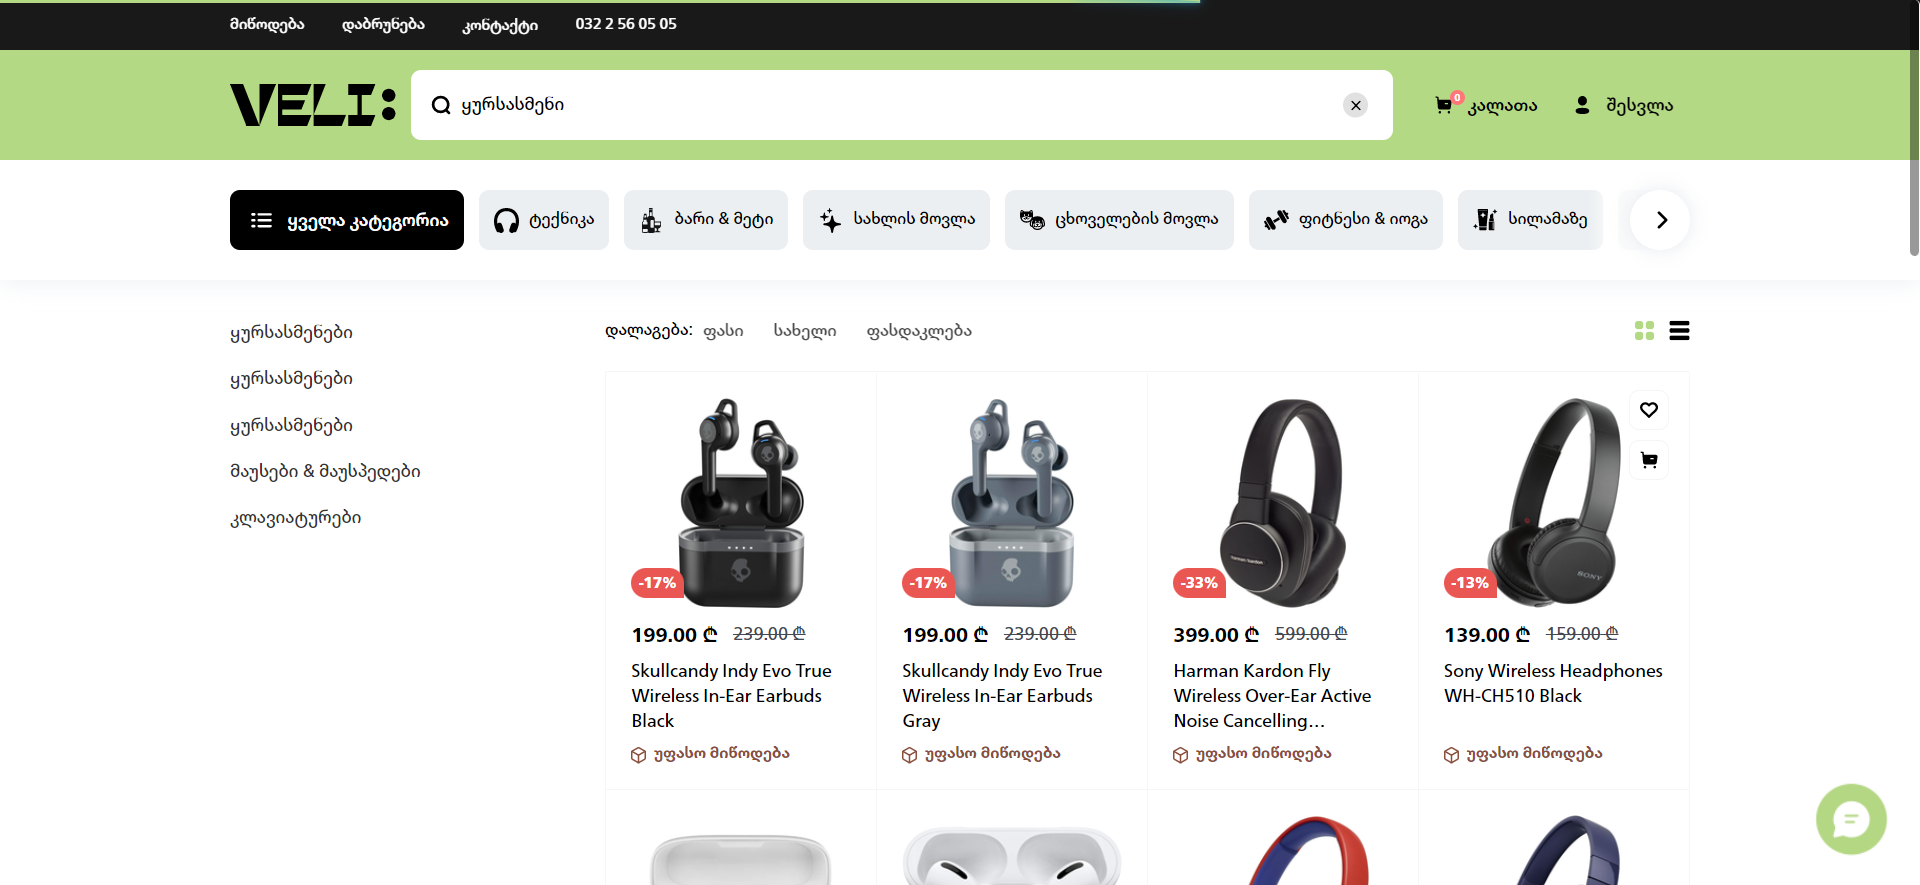 მიწოდება დაბრუნება კონტაქტი 032 2 56 05 05
VELI:
ყურსასმენი
0 კალათა
შესვლა
ყველა კატეგორია
ტექნიკა
ბარი & მეტი
სახლის მოვლა
ცხოველების მოვლა
ფიტნესი & იოგა
სილამაზე
ყურსასმენები
ყურსასმენები
ყურსასმენები
მაუსები & მაუსპედები
კლავიატურები
დალაგება: ფასი სახელი ფასდაკლება
-17%
199.00 ₾ 239.00 ₾
Skullcandy Indy Evo True
Wireless In-Ear Earbuds
Black
უფასო მიწოდება
-17%
199.00 ₾ 239.00 ₾
Skullcandy Indy Evo True
Wireless In-Ear Earbuds
Gray
უფასო მიწოდება
harman kardon
-33%
399.00 ₾ 599.00 ₾
Harman Kardon Fly
Wireless Over-Ear Active
Noise Cancelling...
უფასო მიწოდება
SONY
-13%
139.00 ₾ 159.00 ₾
Sony Wireless Headphones
WH-CH510 Black
უფასო მიწოდება